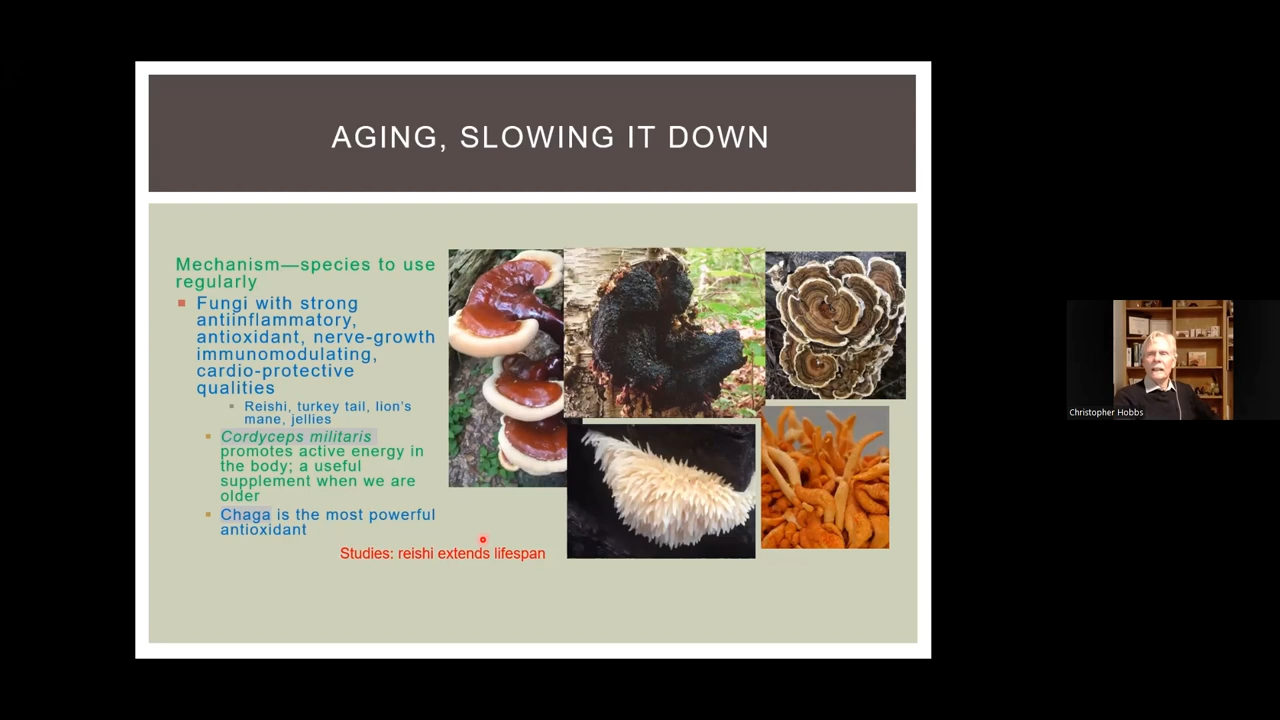 AGING, SLOWING IT DOWN
Mechanism—species to use
regularly
Fungi with strong
antiinflammatory,
antioxidant, nerve-growth
immunomodulating,
cardio-protective
qualities
Reishi, turkey tail, lion's
mane, jellies
Cordyceps militaris
promotes active energy in
the body; a useful
supplement when we are
older
Chaga is the most powerful
antioxidant
Studies: reishi extends lifespan
Christopher Hobbs